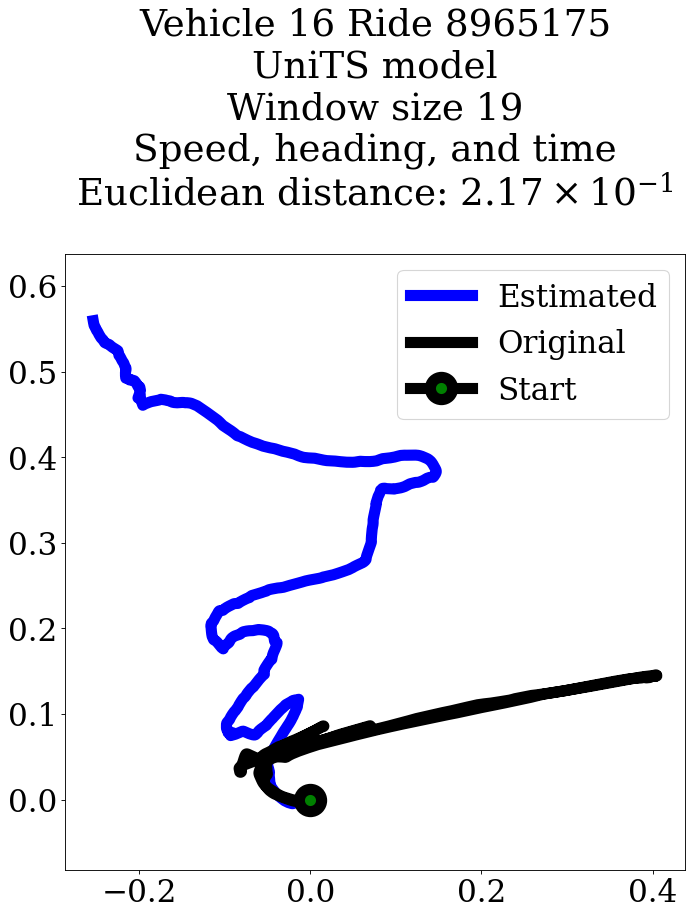 Vehicle 16 Ride 8965175
UniTS model
Window size 19
Speed, heading, and time
Euclidean distance: $2.17 \times 10^{-1}$
Estimated
Original
Start
0.6
0.5
0.4
0.3
0.2
0.1
0.0
−0.2 0.0 0.2 0.4